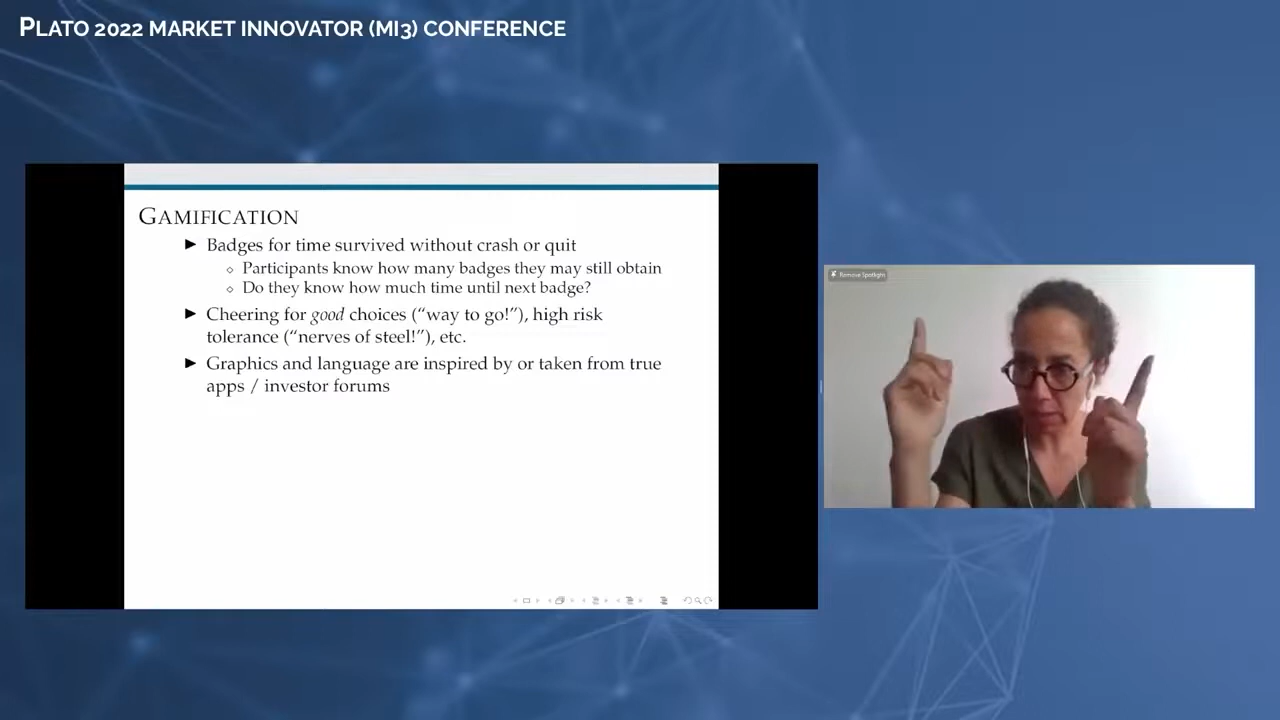 PLATO 2022 MARKET INNOVATOR (MI3) CONFERENCE
GAMIFICATION
Badges for time survived without crash or quit
Participants know how many badges they may still obtain
Do they know how much time until next badge?
Cheering for good choices (“way to go!”), high risk
tolerance (“nerves of steel!”), etc.
Graphics and language are inspired by or taken from true
apps / investor forums
Remove Spotlight